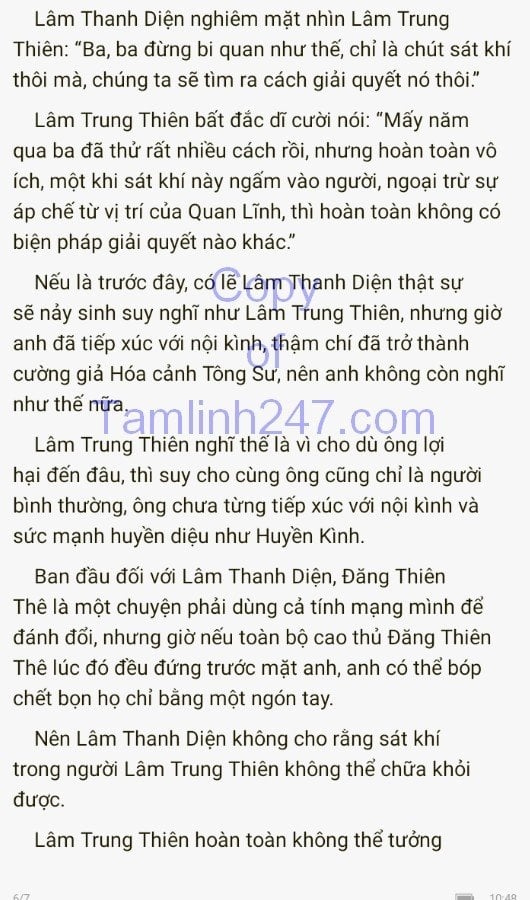 Lâm Thanh Diện nghiêm mặt nhìn Lâm Trung
Thiên: “Ba, ba đừng bi quan như thế, chỉ là chút sát khí
thôi mà, chúng ta sẽ tìm ra cách giải quyết nó thôi.”
Lâm Trung Thiên bất đắc dĩ cười nói: “Mấy năm
qua ba đã thử rất nhiều cách rồi, nhưng hoàn toàn vô
ích, một khi sát khí này ngấm vào người, ngoại trừ sự
áp chế từ vị trí của Quan Lĩnh, thì hoàn toàn không có
biện pháp giải quyết nào khác.”
Nếu là trước đây, có lẽ Lâm Thanh Diện thật sự
sẽ nảy sinh suy nghĩ như Lâm Trung Thiên, nhưng giờ
anh đã tiếp xúc với nội kình, thậm chí đã trở thành
cường giả Hóa cảnh Tông Sư, nên anh không còn nghĩ
như thế nữa.
Copy
of
Tamlinh247.com
Lâm Trung Thiên nghĩ thế là vì cho dù ông lợi
hại đến đâu, thì suy cho cùng ông cũng chỉ là người
bình thường, ông chưa từng tiếp xúc với nội kình và
sức mạnh huyền diệu như Huyền Kình.
Ban đầu đối với Lâm Thanh Diện, Đăng Thiên
Thê là một chuyện phải dùng cả tính mạng mình để
đánh đổi, nhưng giờ nếu toàn bộ cao thủ Đăng Thiên
Thê lúc đó đều đứng trước mặt anh, anh có thể bóp
chết bọn họ chỉ bằng một ngón tay.
Nên Lâm Thanh Diện không cho rằng sát khí
trong người Lâm Trung Thiên không thể chữa khỏi
được.
Lâm Trung Thiên hoàn toàn không thể tưởng
6/7
10:48